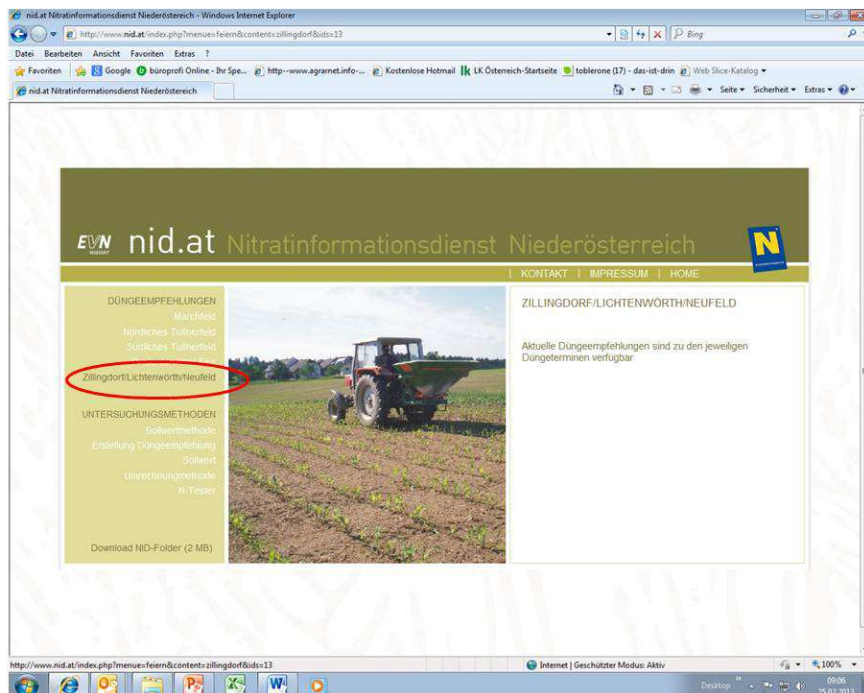 nid.at Nitratinformationsdienst Niederösterreich - Windows Internet Explorer
http://www.nid.at/index.php?menue=feiern&content=zillingdorf&ids=13
Bing
Datei Bearbeiten Ansicht Favoriten Extras ?
Favoriten Google büroprofi Online - Ihr Spe... http--www.agrarnet.info-... Kostenlose Hotmail lk LK Österreich-Startseite toblerone (17) - das-ist-drin Web Slice-Katalog
nid.at Nitratinformationsdienst Niederösterreich
Seite Sicherheit Extras
EVN wasser nid.at Nitratinformationsdienst Niederösterreich N
| KONTAKT | IMPRESSUM | HOME
DÜNGEEMPFEHLUNGEN
Marchfeld
Nördliches Tullnerfeld
Südliches Tullnerfeld
Zillingdorf/Lichtenwörth/Neufeld
UNTERSUCHUNGSMETHODEN
Sollwertmethode
Erstellung Düngeempfehlung
Sollwert
Umrechnungmethode
N-Tester
Download NID-Folder (2 MB)
ZILLINGDORF/LICHTENWÖRTH/NEUFELD
Aktuelle Düngeempfehlungen sind zu den jeweiligen
Düngeterminen verfügbar
http://www.nid.at/index.php?menue=feiern&content=zillingdorf&ids=13
Internet | Geschützter Modus: Aktiv
100%
Desktop
09:06